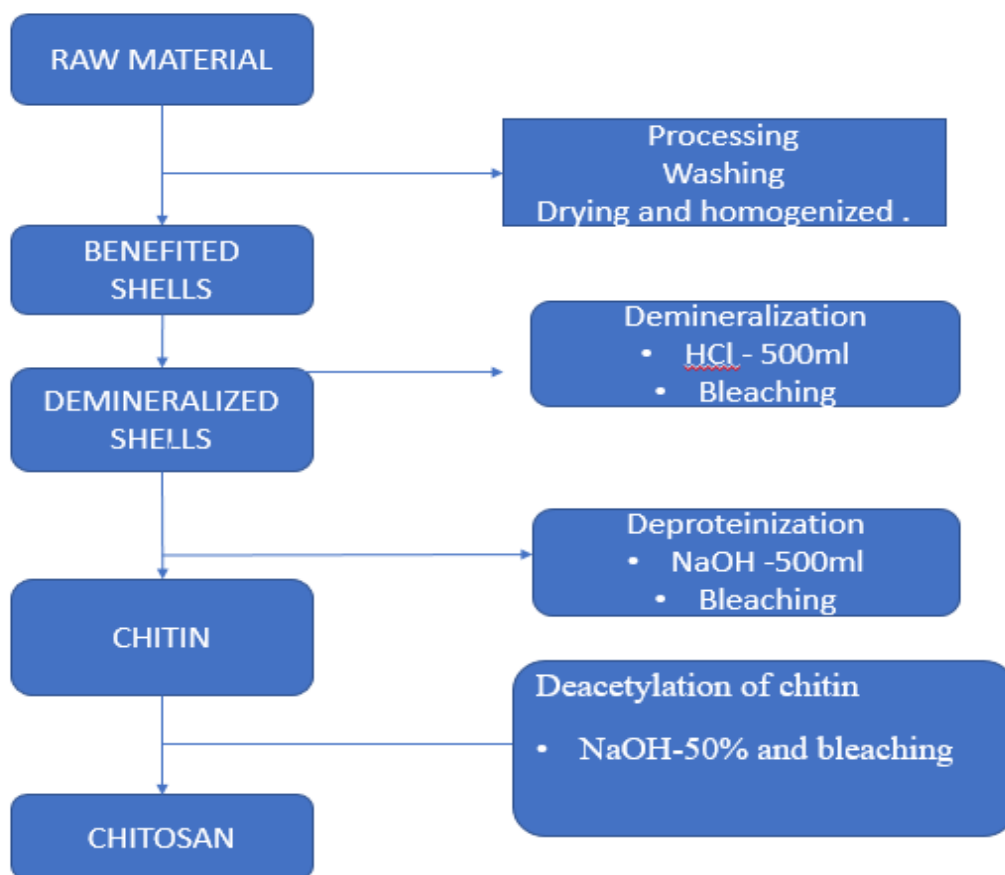 RAW MATERIAL
Processing
Washing
Drying and homogenized .
BENEFITED
SHELLS
Demineralization
• HCl - 500ml
• Bleaching
DEMINERALIZED
SHELLS
Deproteinization
• NaOH -500ml
• Bleaching
CHITIN
Deacetylation of chitin
• NaOH-50% and bleaching
CHITOSAN